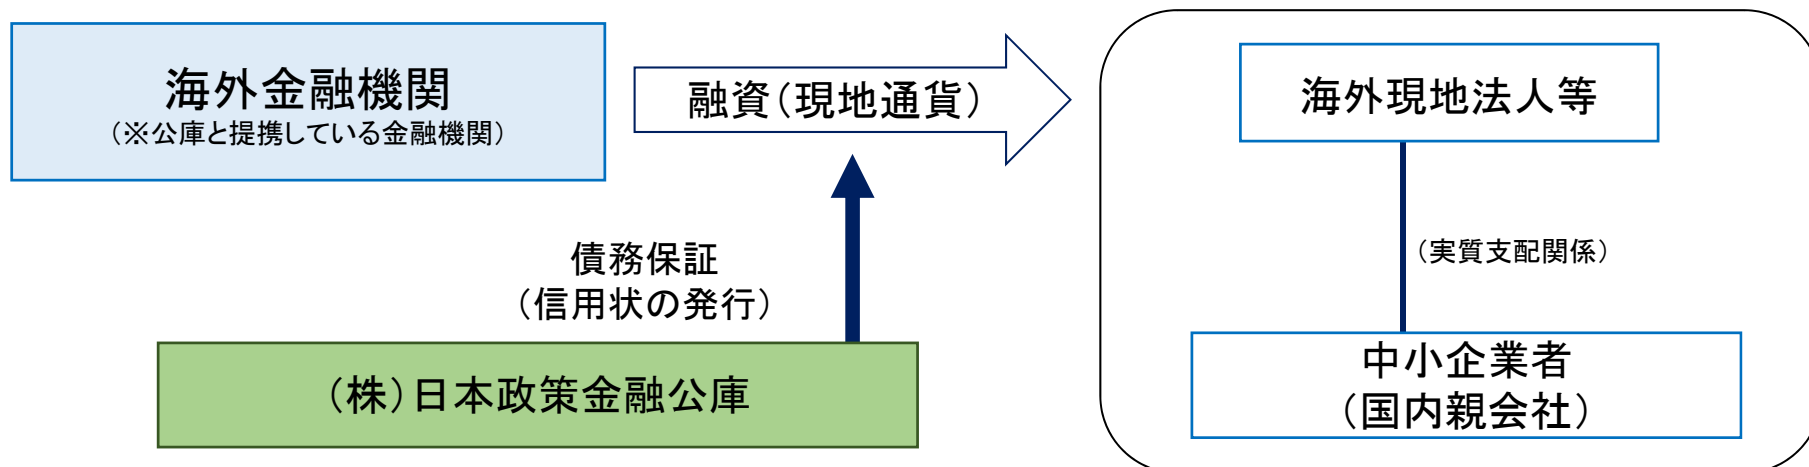 海外金融機関
（※公庫と提携している金融機関）
融資（現地通貨）
海外現地法人等
債務保証
（信用状の発行）
（実質支配関係）
（株）日本政策金融公庫
中小企業者
（国内親会社）